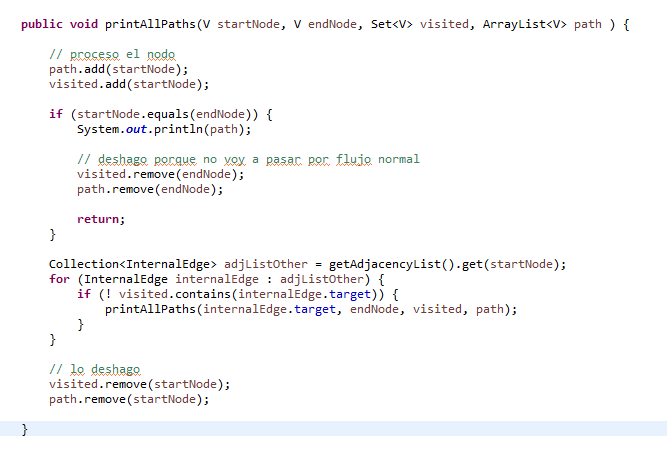 public void printAllPaths(V startNode, V endNode, Set<V> visited, ArrayList<V> path ) {
// proceso el nodo
path.add(startNode);
visited.add(startNode);
if (startNode.equals(endNode)) {
System.out.println(path);
// deshago porque no voy a pasar por flujo normal
visited.remove(endNode);
path.remove(endNode);
return;
}
Collection<InternalEdge> adjListOther = getAdjacencyList().get(startNode);
for (InternalEdge internalEdge : adjListOther) {
if (! visited.contains(internalEdge.target)) {
printAllPaths(internalEdge.target, endNode, visited, path);
}
}
// lo deshago
visited.remove(startNode);
path.remove(startNode);
}